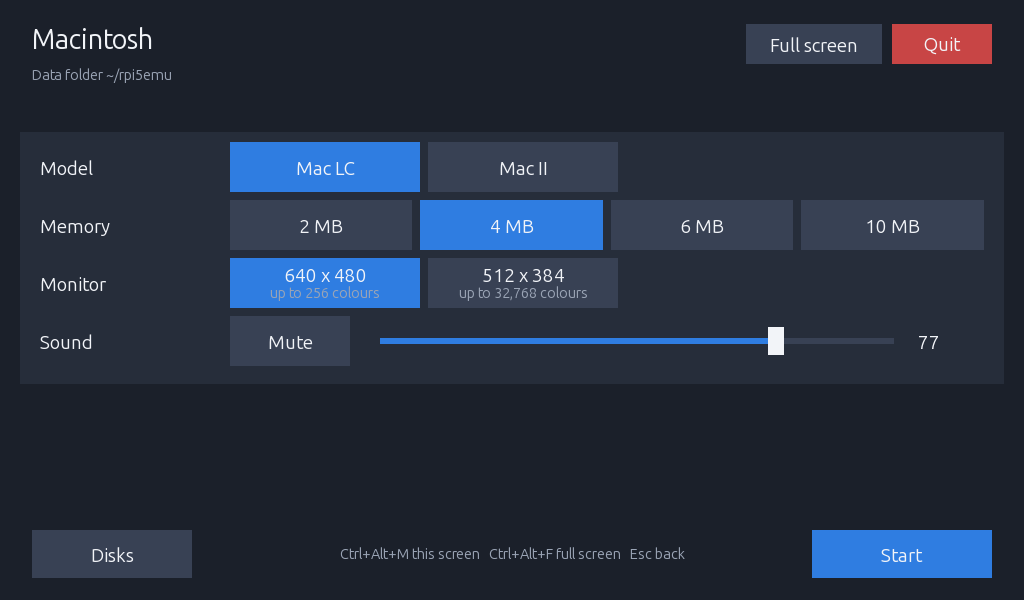 Macintosh
Full screen
Quit
Data folder ~/rpi5emu
Model
Mac LC
Mac II
Memory
2 MB
4 MB
6 MB
10 MB
Monitor
640 x 480
up to 256 colours
512 x 384
up to 32,768 colours
Sound
Mute
77
Disks
Ctrl+Alt+M this screen  Ctrl+Alt+F full screen  Esc back
Start